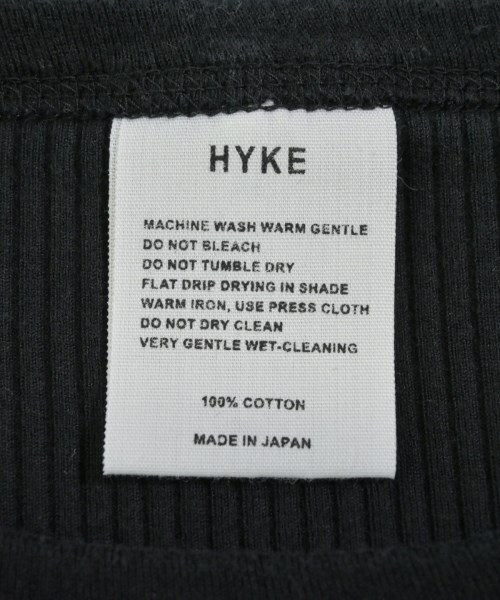 HYKE
MACHINE WASH WARM GENTLE
DO NOT BLEACH
DO NOT TUMBLE DRY
FLAT DRIP DRYING IN SHADE
WARM IRON, USE PRESS CLOTH
DO NOT DRY CLEAN
VERY GENTLE WET-CLEANING
100% COTTON
MADE IN JAPAN